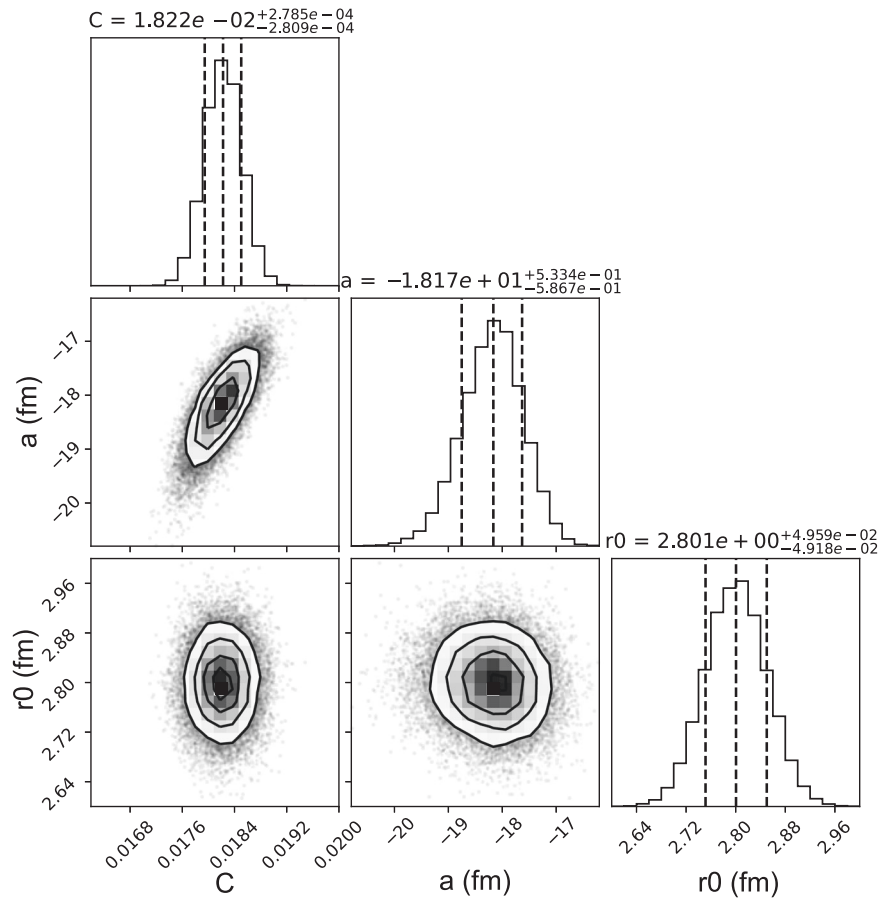 C = 1.822e −02 +2.785e−04 −2.809e−04
a = −1.817e + 01 +5.334e−01 −5.867e−01
−17
−18
−19
−20
a (fm)
r0 = 2.801e + 00 +4.959e−02 −4.918e−02
2.96
2.88
2.80
2.72
2.64
r0 (fm)
0.0168 0.0176 0.0184 0.0192 0.0200
−20 −19 −18 −17
2.64 2.72 2.80 2.88 2.96
C a (fm) r0 (fm)